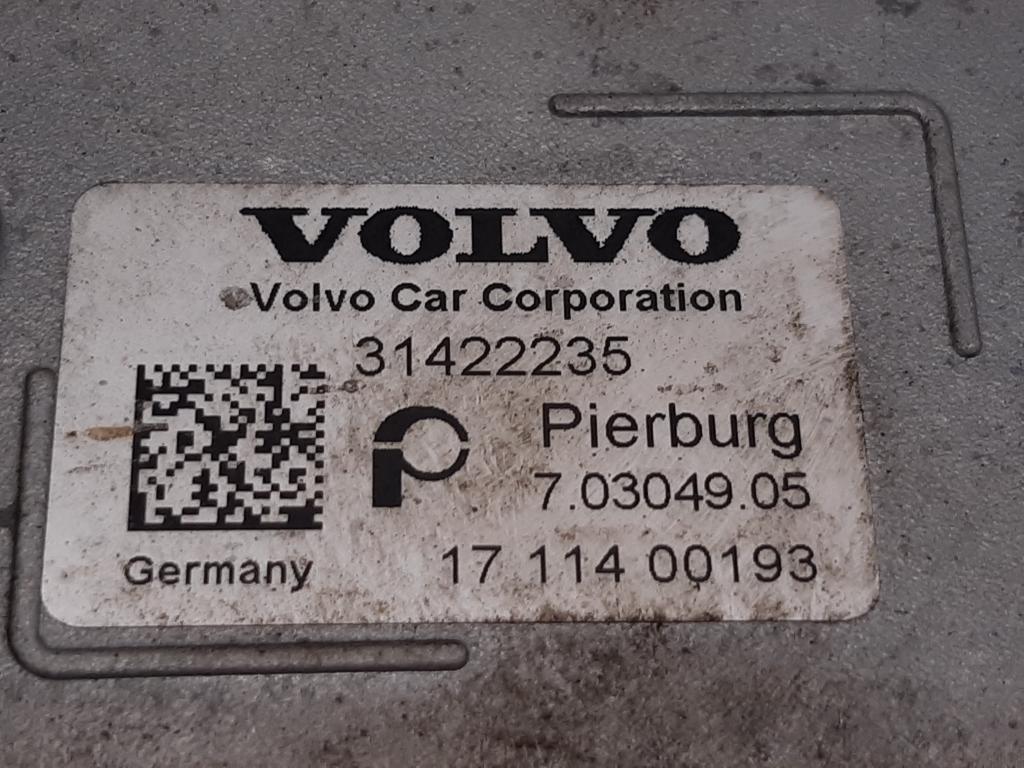 VOLVO
Volvo Car Corporation
31422235
Pierburg
7.03049.05
Germany 17 114 00193